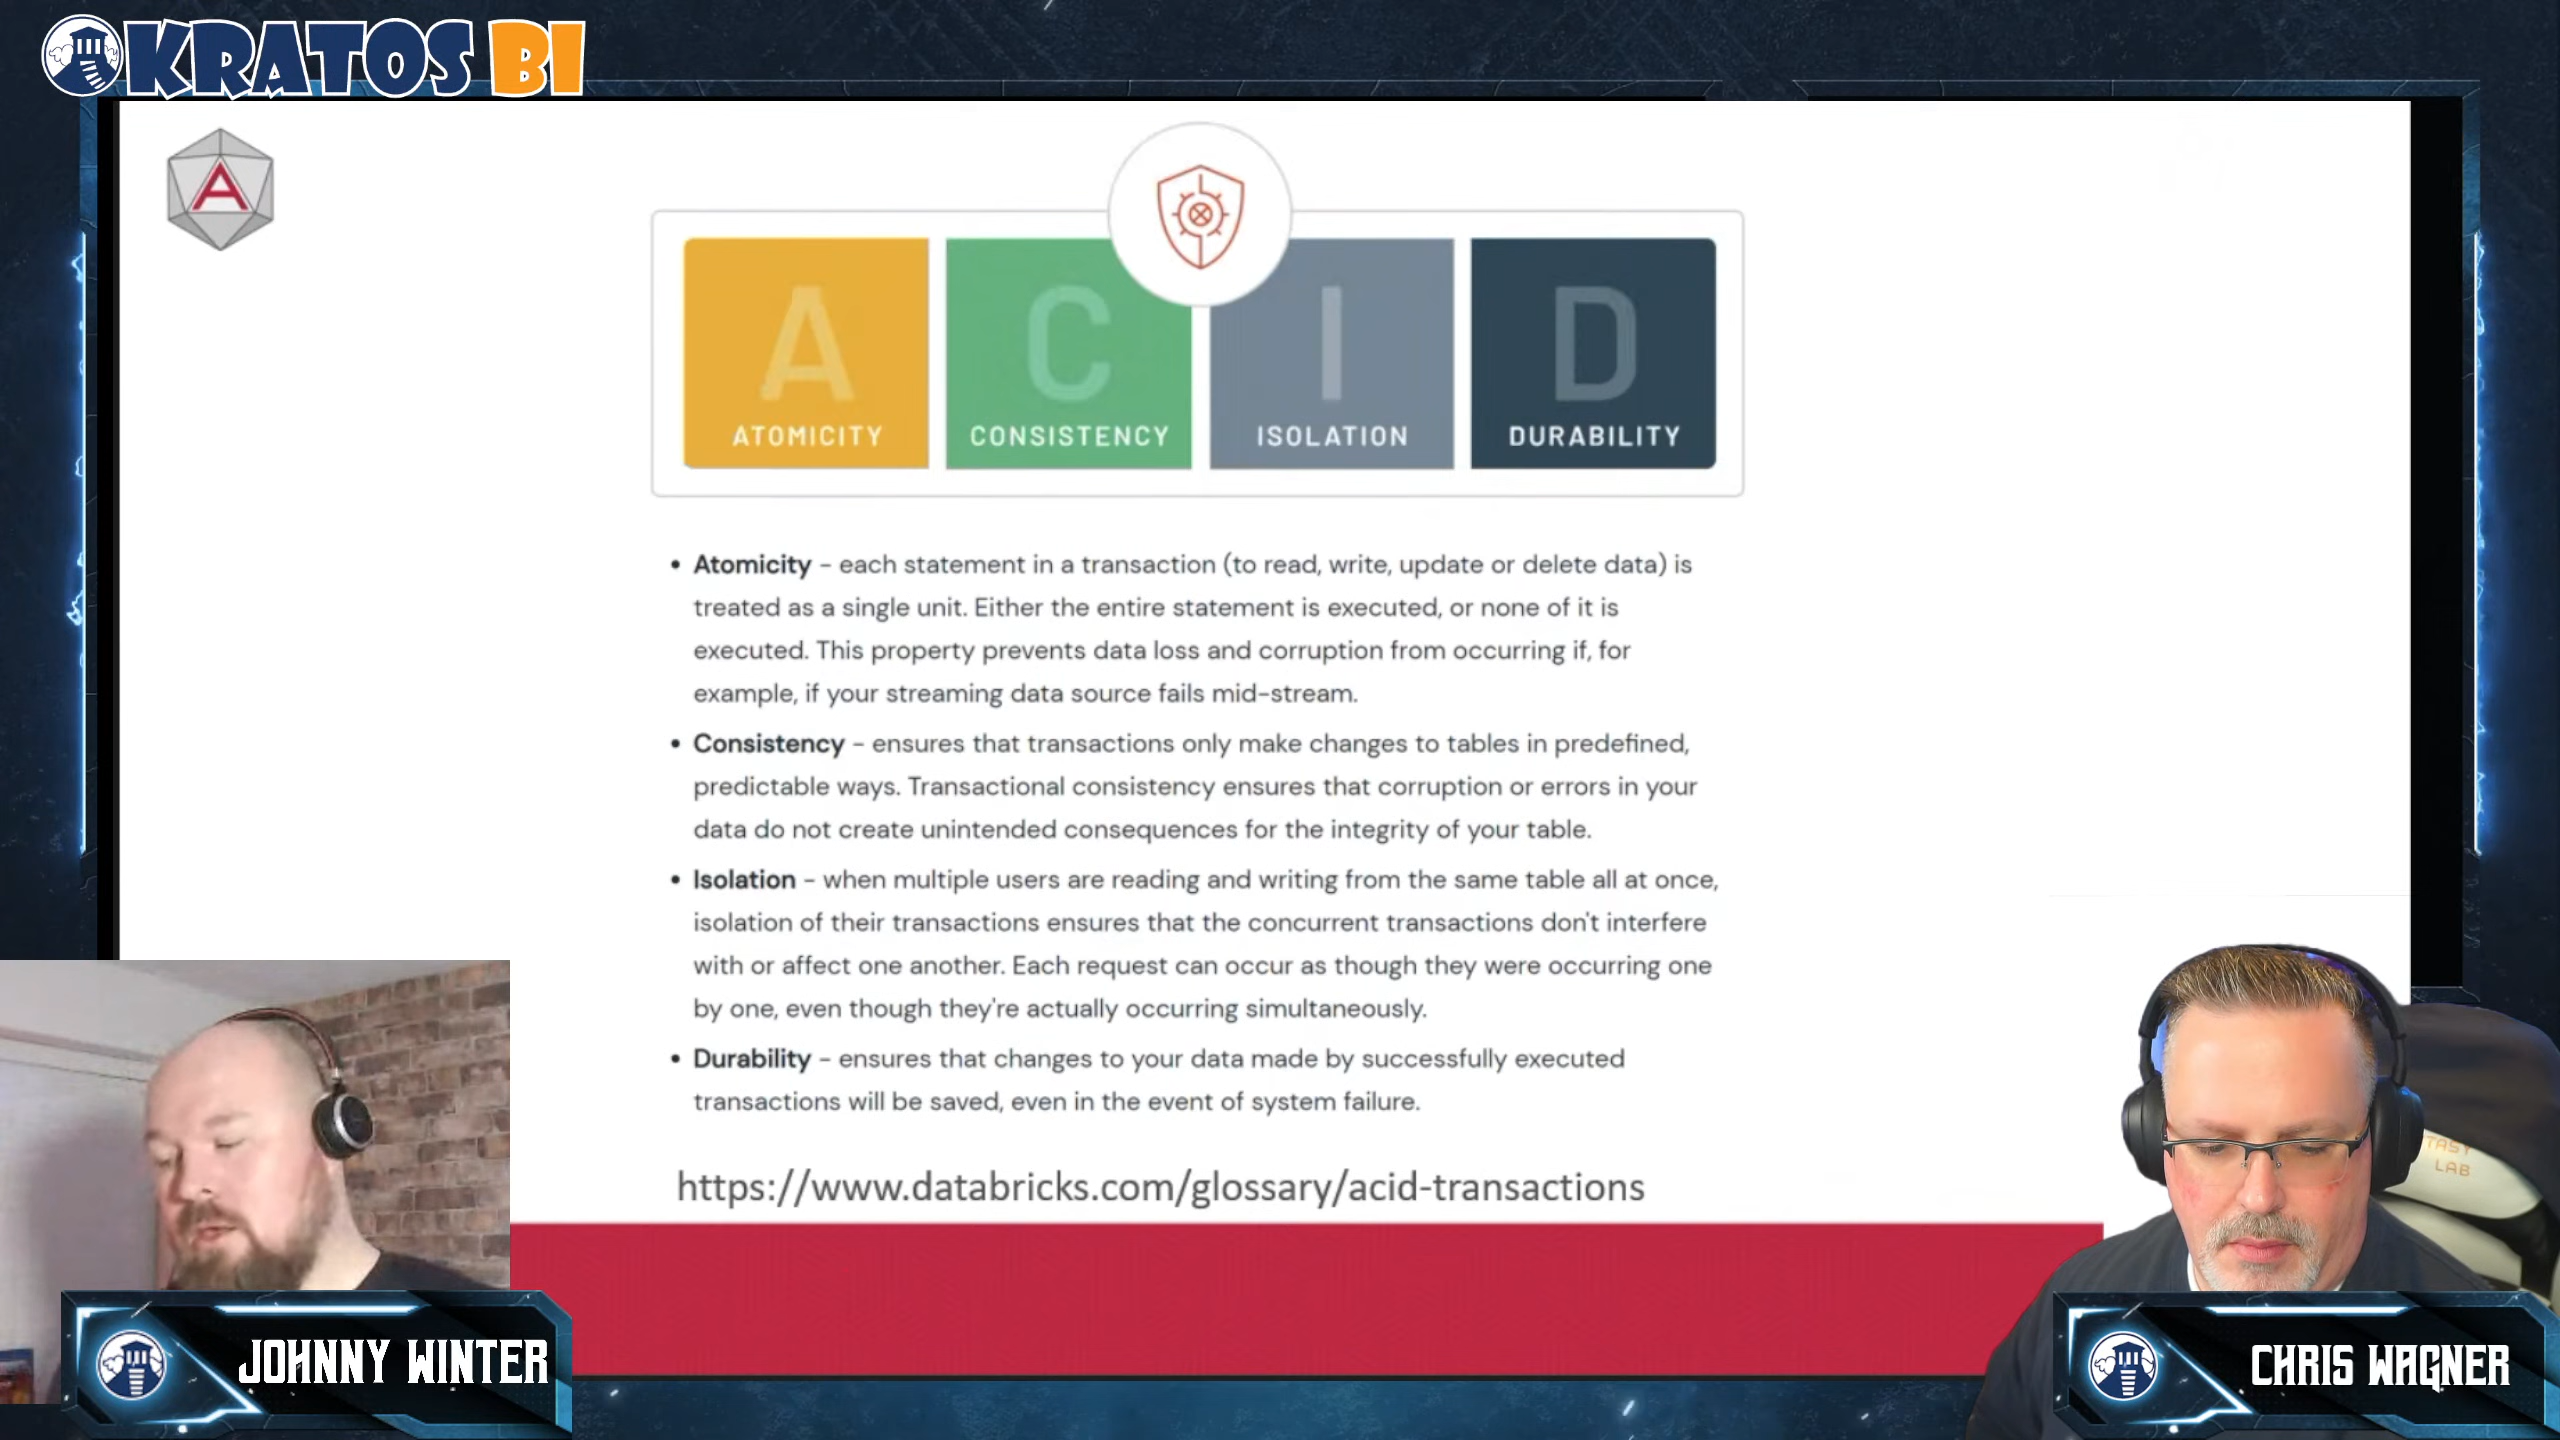 KRATOS BI
A
A
C
I
D
ATOMICITY
CONSISTENCY
ISOLATION
DURABILITY
• Atomicity – each statement in a transaction (to read, write, update or delete data) is
treated as a single unit. Either the entire statement is executed, or none of it is
executed. This property prevents data loss and corruption from occurring if, for
example, if your streaming data source fails mid-stream.
• Consistency – ensures that transactions only make changes to tables in predefined,
predictable ways. Transactional consistency ensures that corruption or errors in your
data do not create unintended consequences for the integrity of your table.
• Isolation – when multiple users are reading and writing from the same table all at once,
isolation of their transactions ensures that the concurrent transactions don't interfere
with or affect one another. Each request can occur as though they were occurring one
by one, even though they're actually occurring simultaneously.
• Durability – ensures that changes to your data made by successfully executed
transactions will be saved, even in the event of system failure.
https://www.databricks.com/glossary/acid-transactions
TASY
LAB
JOHNNY WINTER
CHRIS WAGNER